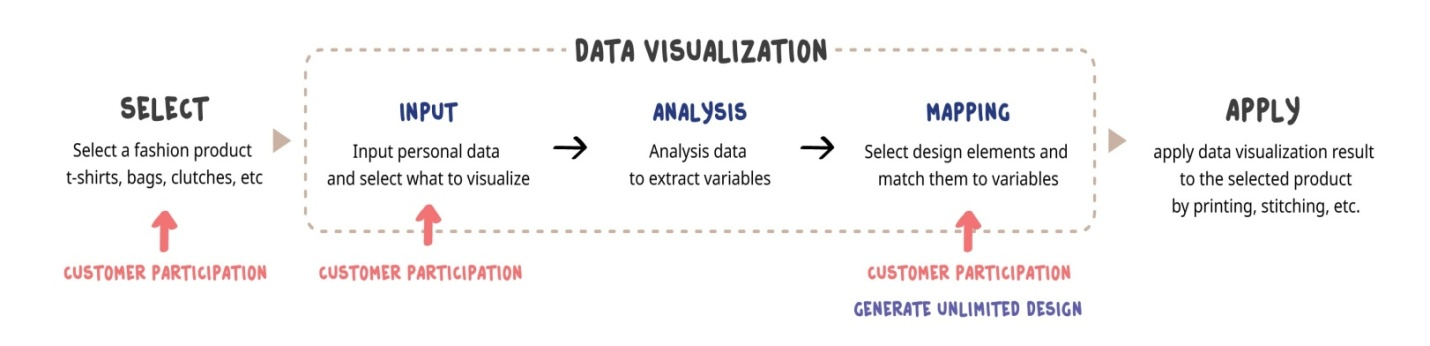 DATA VISUALIZATION
SELECT
Select a fashion product
t-shirts, bags, clutches, etc
CUSTOMER PARTICIPATION
INPUT
Input personal data
and select what to visualize
CUSTOMER PARTICIPATION
ANALYSIS
Analysis data
to extract variables
MAPPING
Select design elements and
match them to variables
CUSTOMER PARTICIPATION
GENERATE UNLIMITED DESIGN
APPLY
apply data visualization result
to the selected product
by printing, stitching, etc.